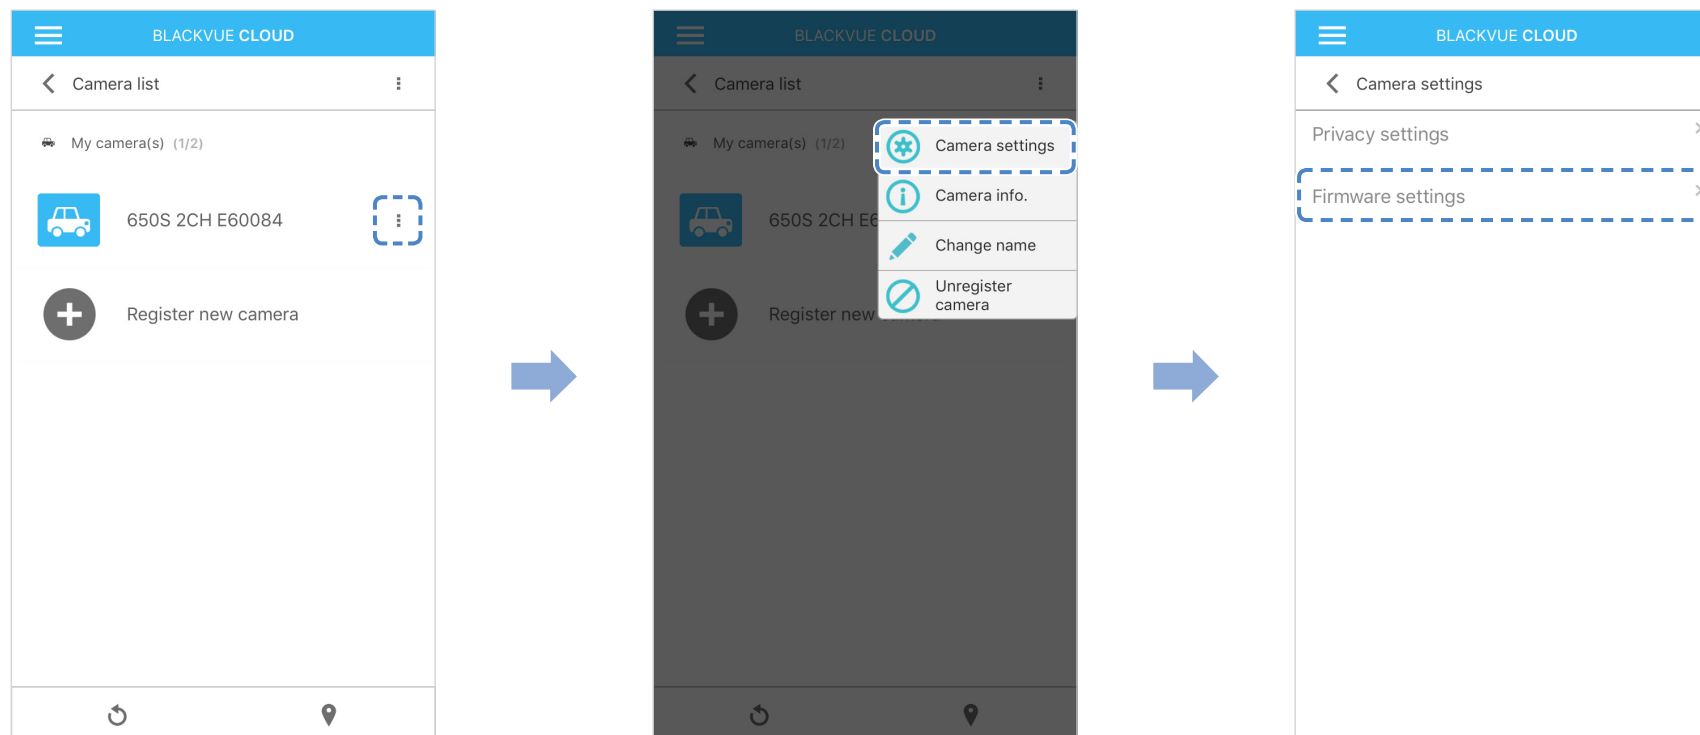 BLACKVUE CLOUD
Camera list
My camera(s) (1/2)
650S 2CH E60084
Register new camera
BLACKVUE CLOUD
Camera list
My camera(s) (1/2)
650S 2CH E6
Register new
Camera settings
Camera info.
Change name
Unregister
camera
BLACKVUE CLOUD
Camera settings
Privacy settings
Firmware settings